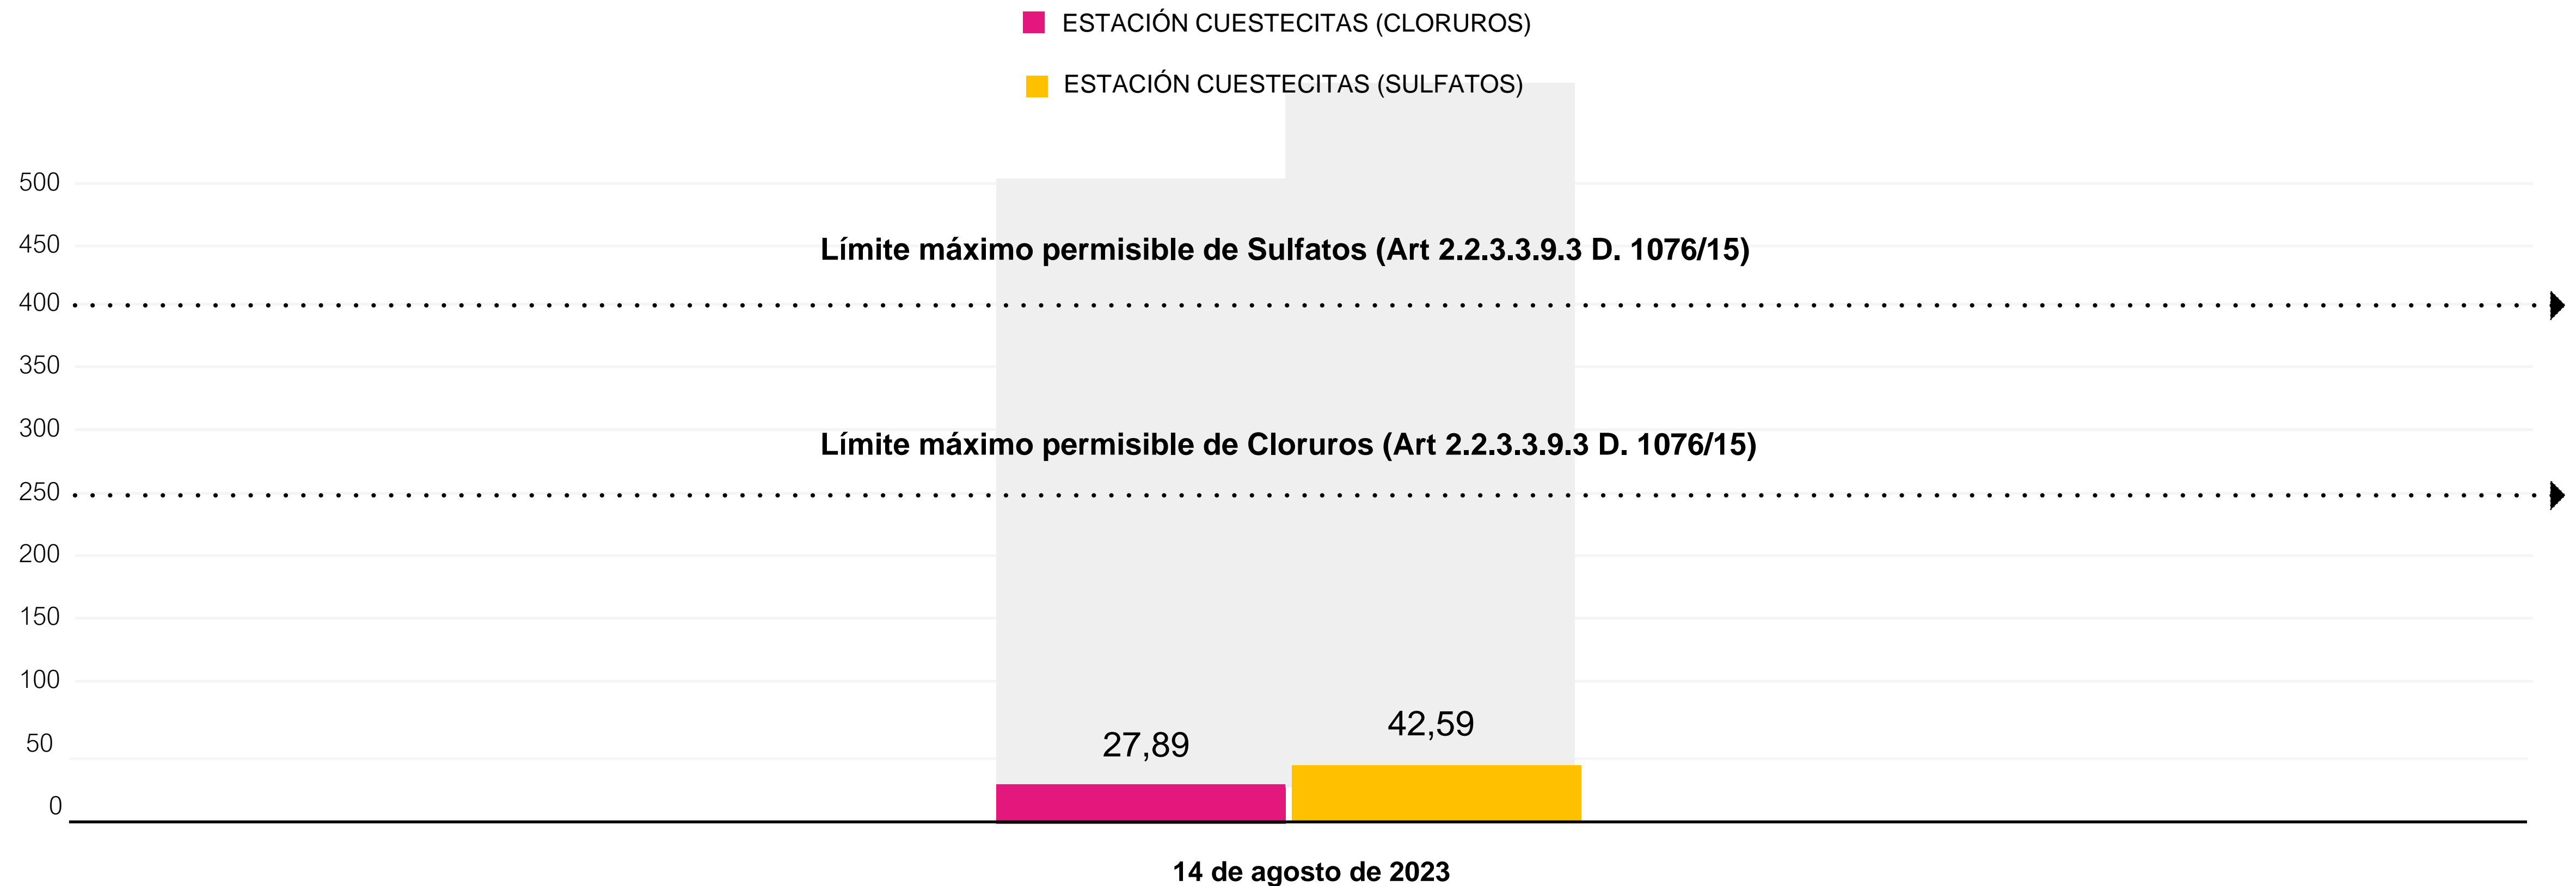 ESTACIÓN CUESTECITAS (CLORUROS)
ESTACIÓN CUESTECITAS (SULFATOS)
500
450
Límite máximo permisible de Sulfatos (Art 2.2.3.3.9.3 D. 1076/15)
400
350
300
Límite máximo permisible de Cloruros (Art 2.2.3.3.9.3 D. 1076/15)
250
200
150
100
50
27,89
42,59
0
14 de agosto de 2023